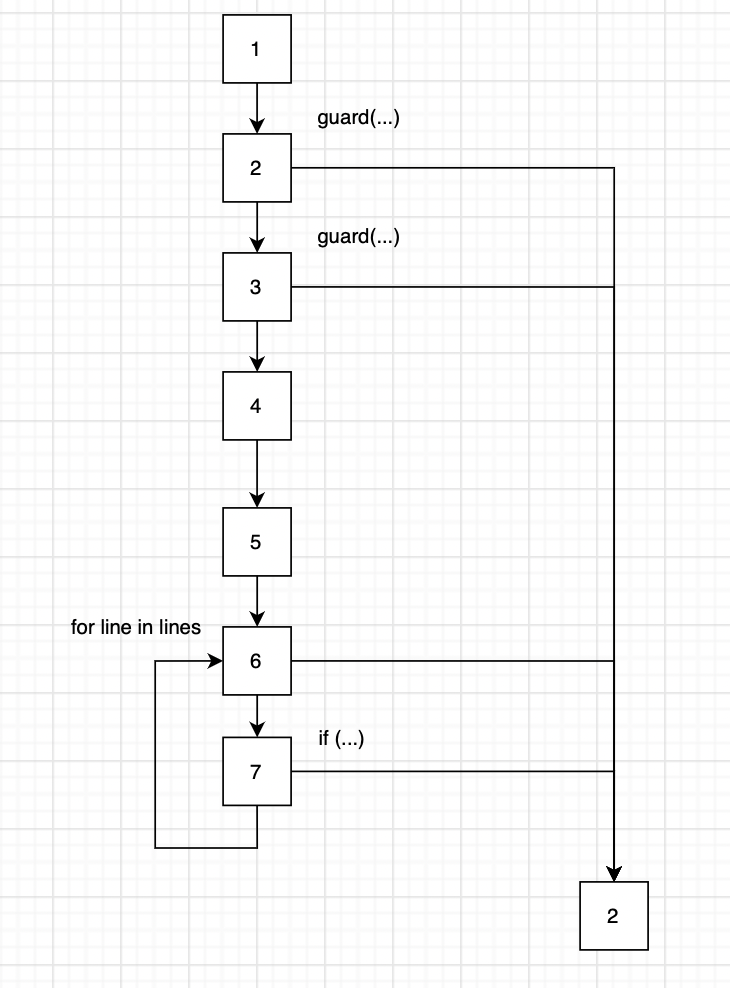 1
guard(...)
2
guard(...)
3
4
5
for line in lines
6
if (...)
7
2